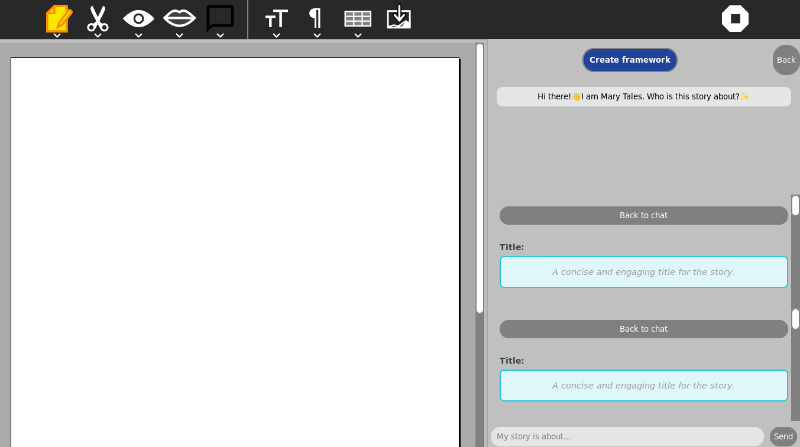 Create framework
Back
Hi there!👋I am Mary Tales. Who is this story about?✨
Back to chat
Title:
A concise and engaging title for the story.
Back to chat
Title:
A concise and engaging title for the story.
My story is about...
Send